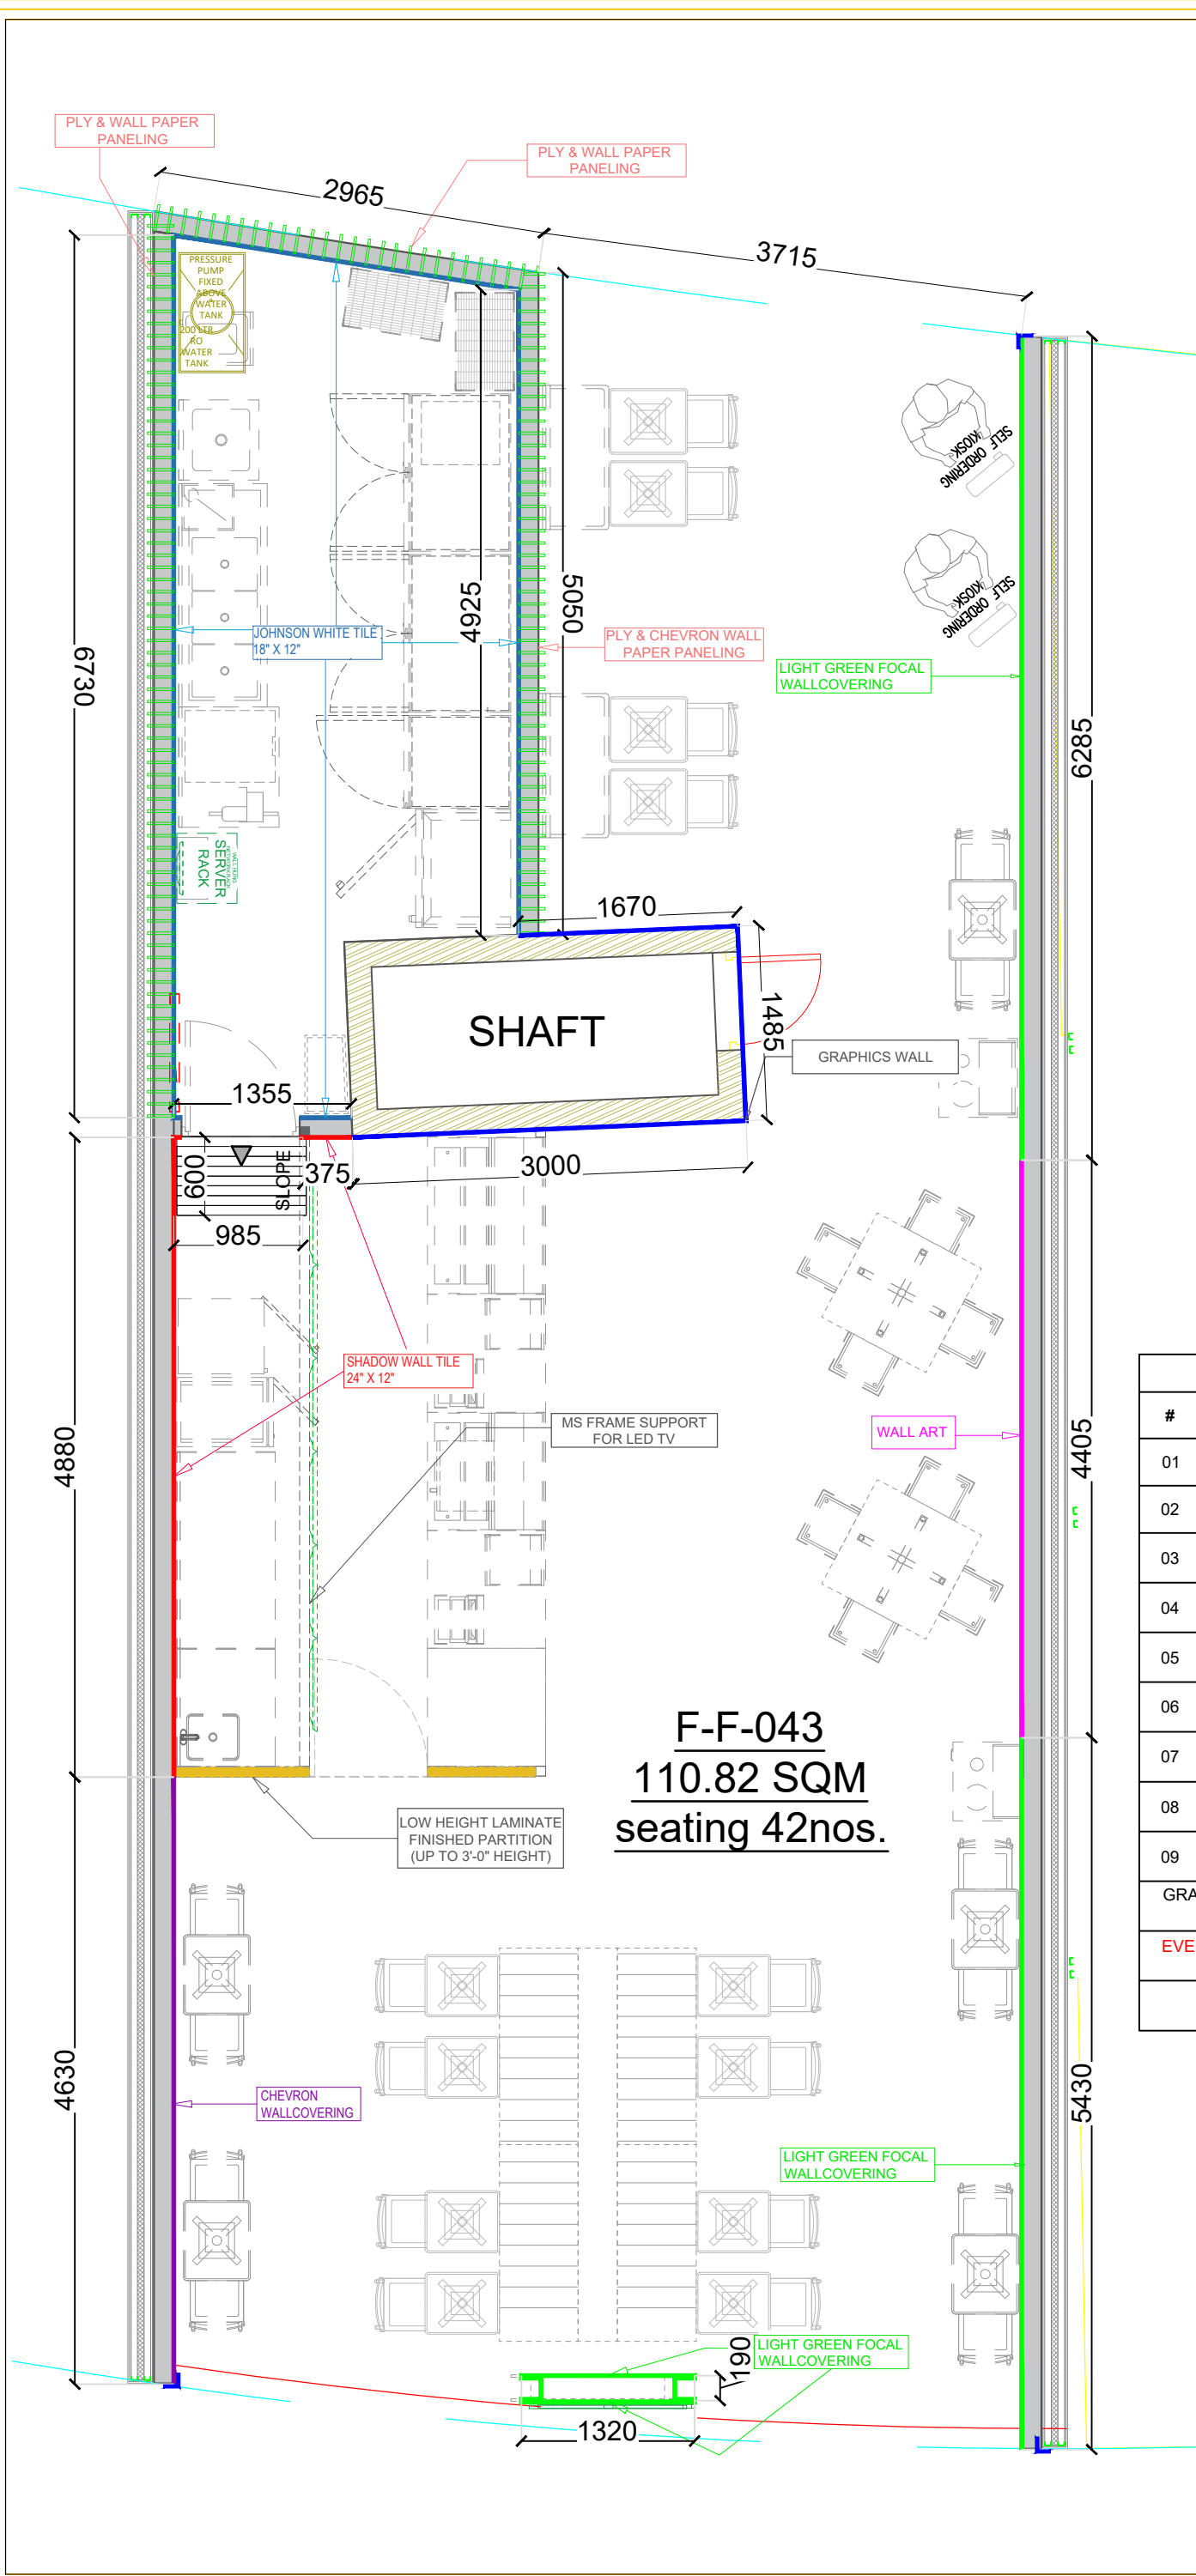 PLY & WALL PAPER
PANELING
PLY & WALL PAPER
PANELING
2965
3715
PRESSURE
PUMP
FIXED
ABOVE
WATER
TANK
200 LTR
RO
WATER
TANK
SELF ORDERING
KIOSK
SELF ORDERING
KIOSK
4925
5050
JOHNSON WHITE TILE
18" X 12"
PLY & CHEVRON WALL
PAPER PANELING
LIGHT GREEN FOCAL
WALLCOVERING
6730
6285
SERVER
RACK
1670
SHAFT
1485
GRAPHICS WALL
1355
600
SLOPE
375
3000
985
SHADOW WALL TILE
24" X 12"
MS FRAME SUPPORT
FOR LED TV
WALL ART
4880
4405
#
01
02
03
04
05
06
07
08
09
GRA
EVE
F-F-043
110.82 SQM
seating 42nos.
LOW HEIGHT LAMINATE
FINISHED PARTITION
(UP TO 3'-0" HEIGHT)
4630
5430
CHEVRON
WALLCOVERING
LIGHT GREEN FOCAL
WALLCOVERING
190
LIGHT GREEN FOCAL
WALLCOVERING
1320